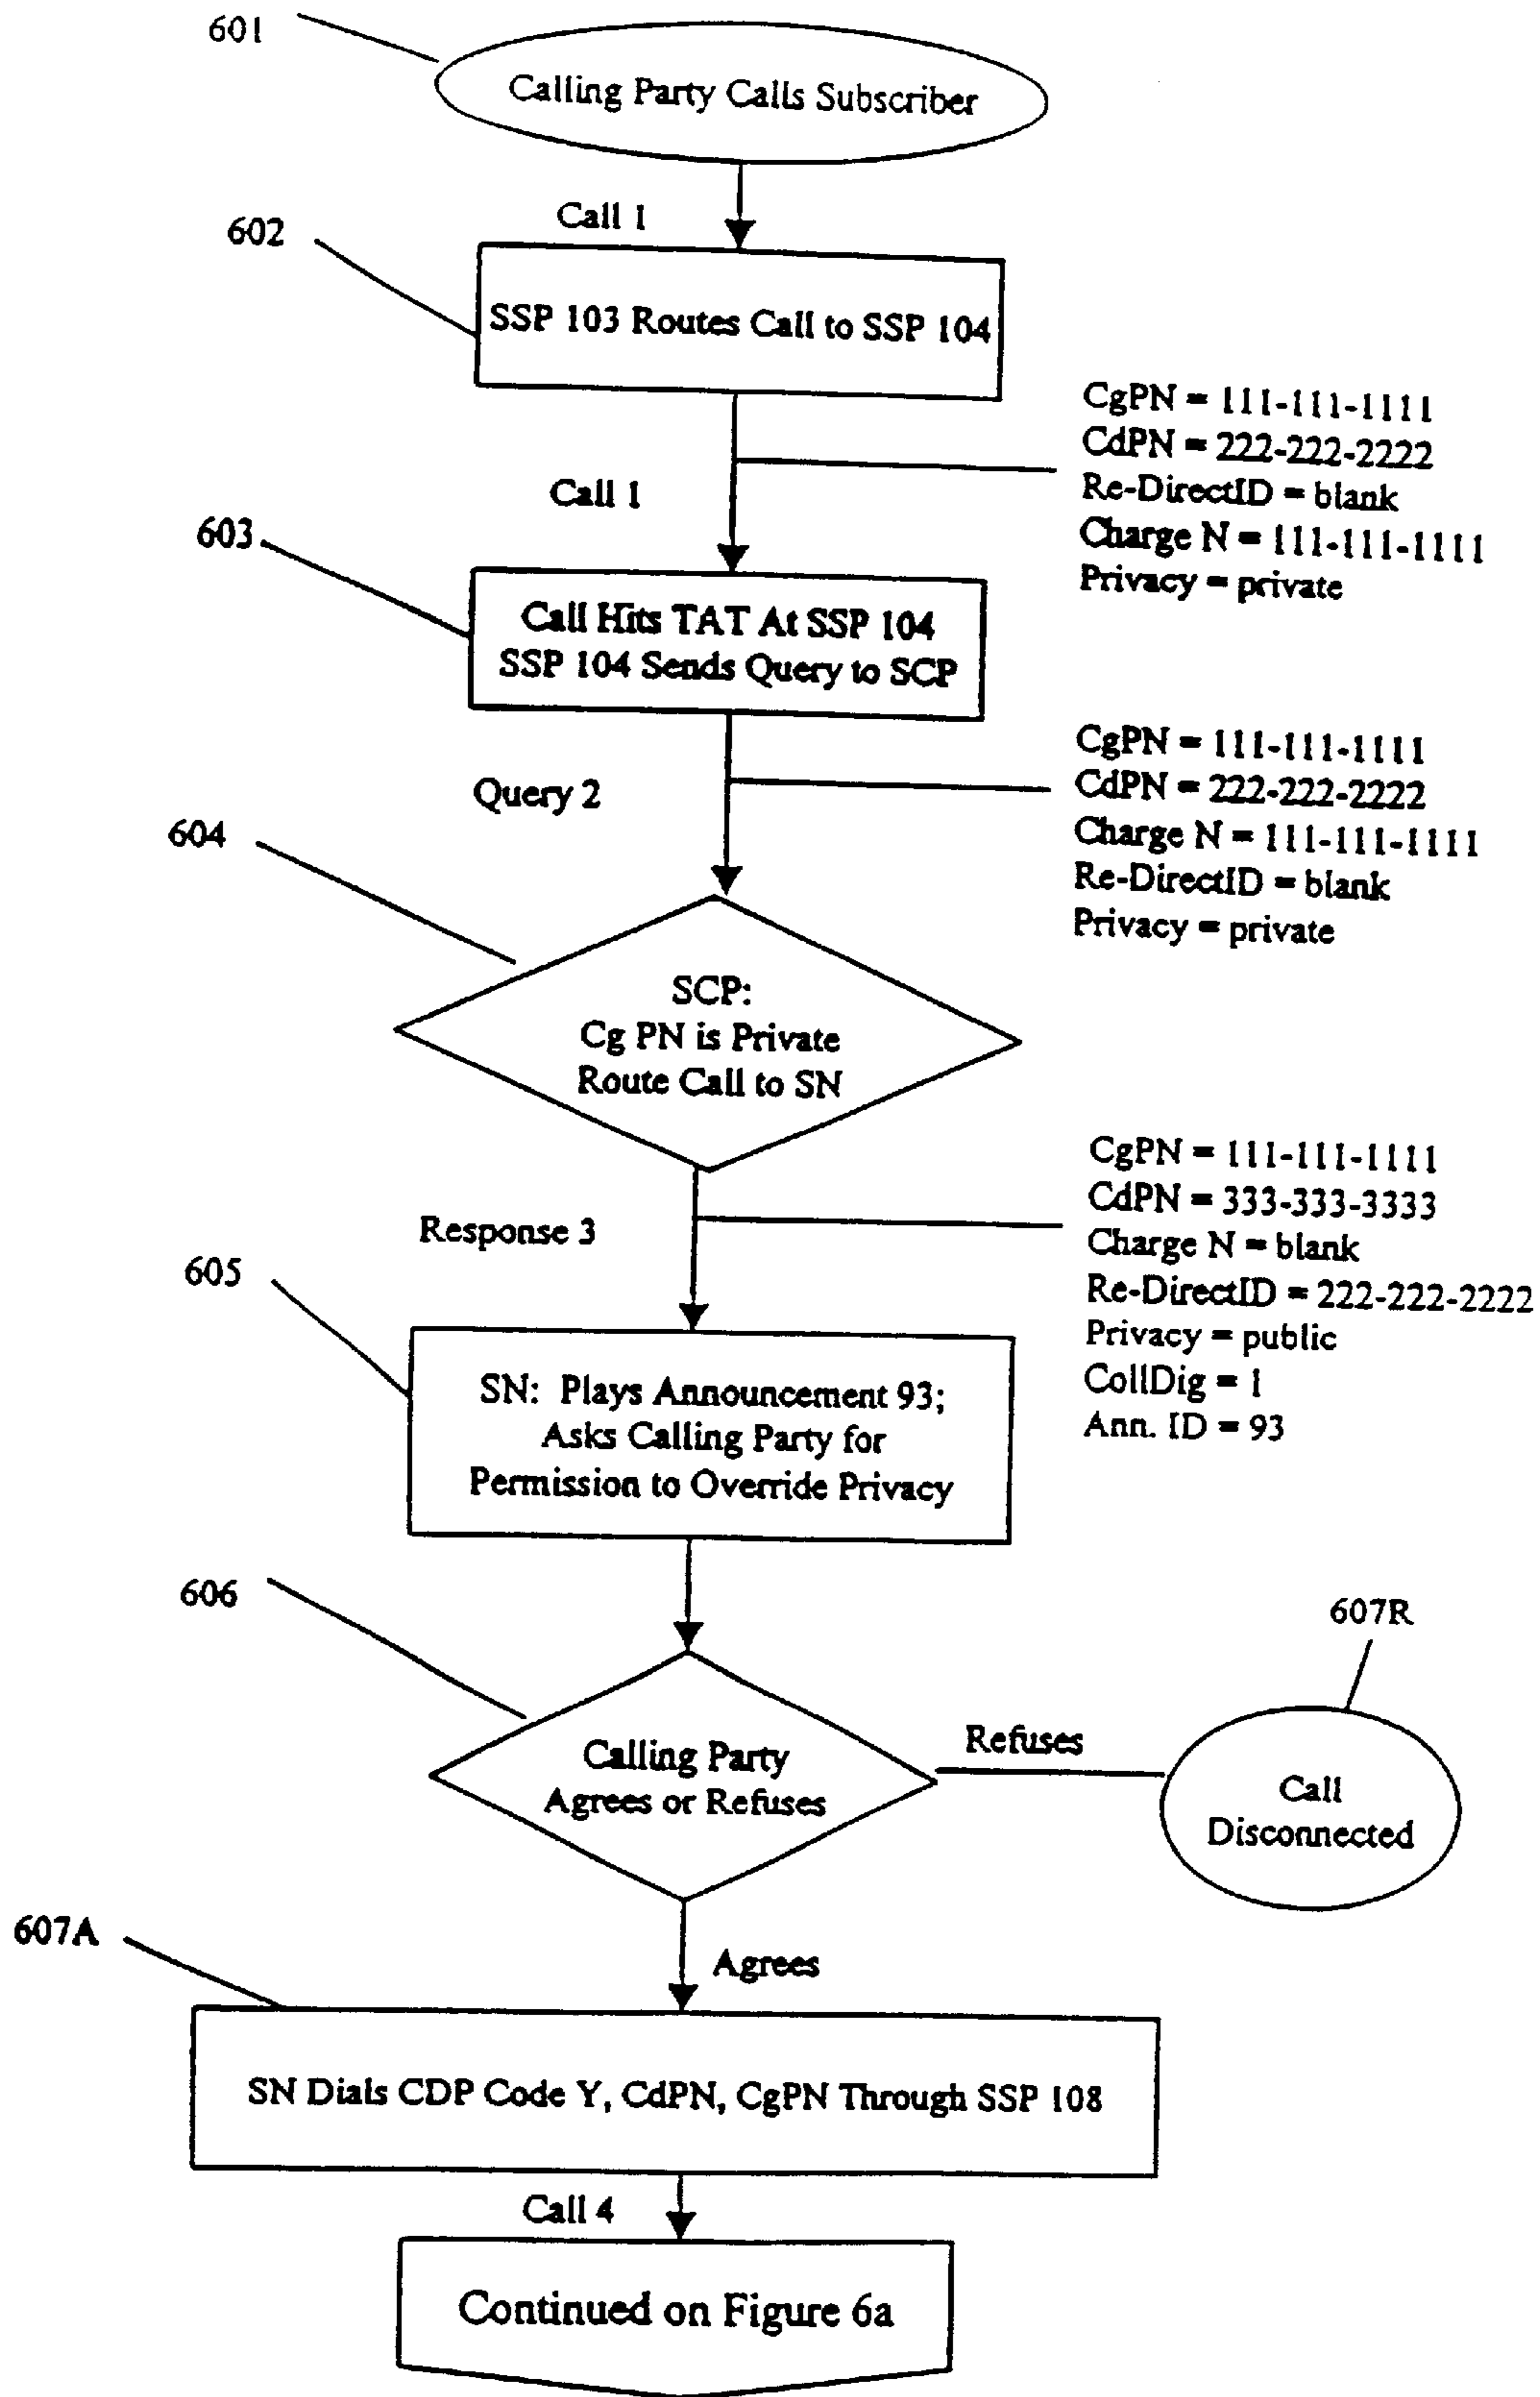 601
Calling Party Calls Subscriber
Call 1
602
SSP 103 Routes Call to SSP 104
CgPN = 111-111-1111
CdPN = 222-222-2222
Re-DirectID = blank
Charge N = 111-111-1111
Privacy = private
Call 1
603
Call Hits TAT At SSP 104
SSP 104 Sends Query to SCP
CgPN = 111-111-1111
CdPN = 222-222-2222
Charge N = 111-111-1111
Re-DirectID = blank
Privacy = private
Query 2
604
SCP:
Cg PN is Private
Route Call to SN
CgPN = 111-111-1111
CdPN = 333-333-3333
Charge N = blank
Re-DirectID = 222-222-2222
Privacy = public
CollDig = 1
Ann. ID = 93
Response 3
605
SN: Plays Announcement 93;
Asks Calling Party for
Permission to Override Privacy
606
607R
Calling Party
Agrees or Refuses
Refuses
Call
Disconnected
607A
Agrees
SN Dials CDP Code Y, CdPN, CgPN Through SSP 108
Call 4
Continued on Figure 6a